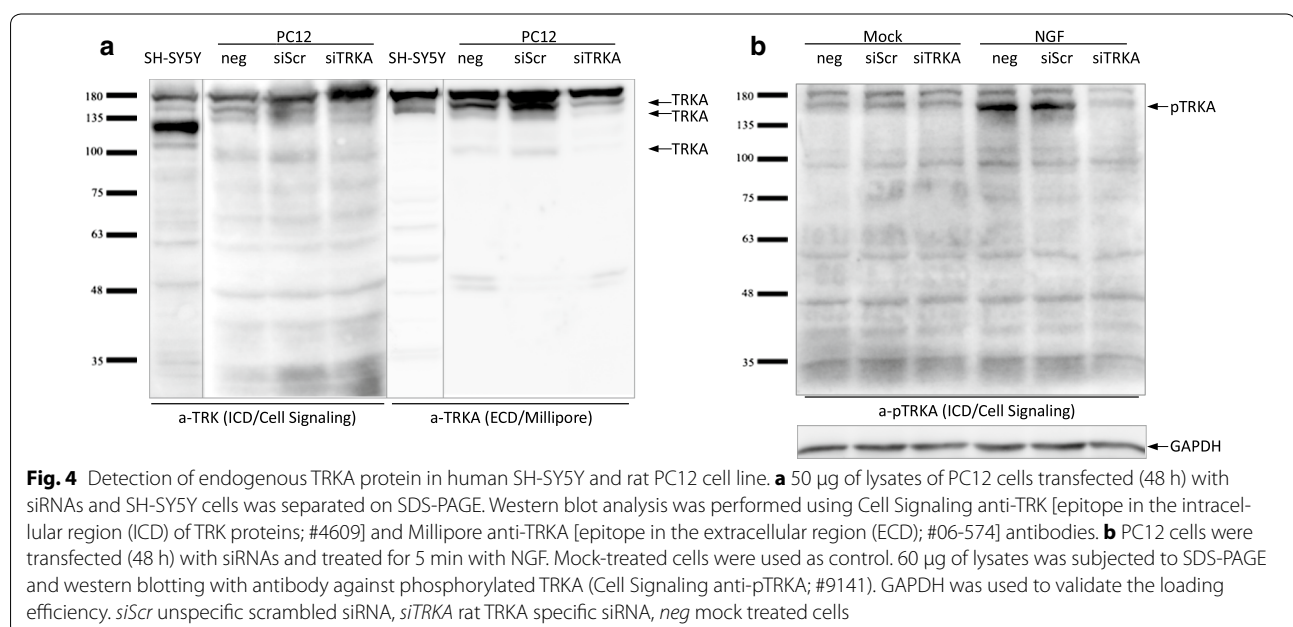 a
PC12
PC12
SH-SY5Y neg siScr siTRKA SH-SY5Y neg siScr siTRKA
180
135
100
75
63
48
35
TRKA
TRKA
TRKA
a-TRK (ICD/Cell Signaling)
a-TRKA (ECD/Millipore)
b
Mock
NGF
neg siScr siTRKA neg siScr siTRKA
180
135
100
75
63
48
35
pTRKA
a-pTRKA (ICD/Cell Signaling)
GAPDH
Fig. 4 Detection of endogenous TRKA protein in human SH-SY5Y and rat PC12 cell line. a 50 µg of lysates of PC12 cells transfected (48 h) with
siRNAs and SH-SY5Y cells was separated on SDS-PAGE. Western blot analysis was performed using Cell Signaling anti-TRK [epitope in the intracel-
lular region (ICD) of TRK proteins; #4609] and Millipore anti-TRKA [epitope in the extracellular region (ECD); #06-574] antibodies. b PC12 cells were
transfected (48 h) with siRNAs and treated for 5 min with NGF. Mock-treated cells were used as control. 60 µg of lysates was subjected to SDS-PAGE
and western blotting with antibody against phosphorylated TRKA (Cell Signaling anti-pTRKA; #9141). GAPDH was used to validate the loading
efficiency. siScr unspecific scrambled siRNA, siTRKA rat TRKA specific siRNA, neg mock treated cells